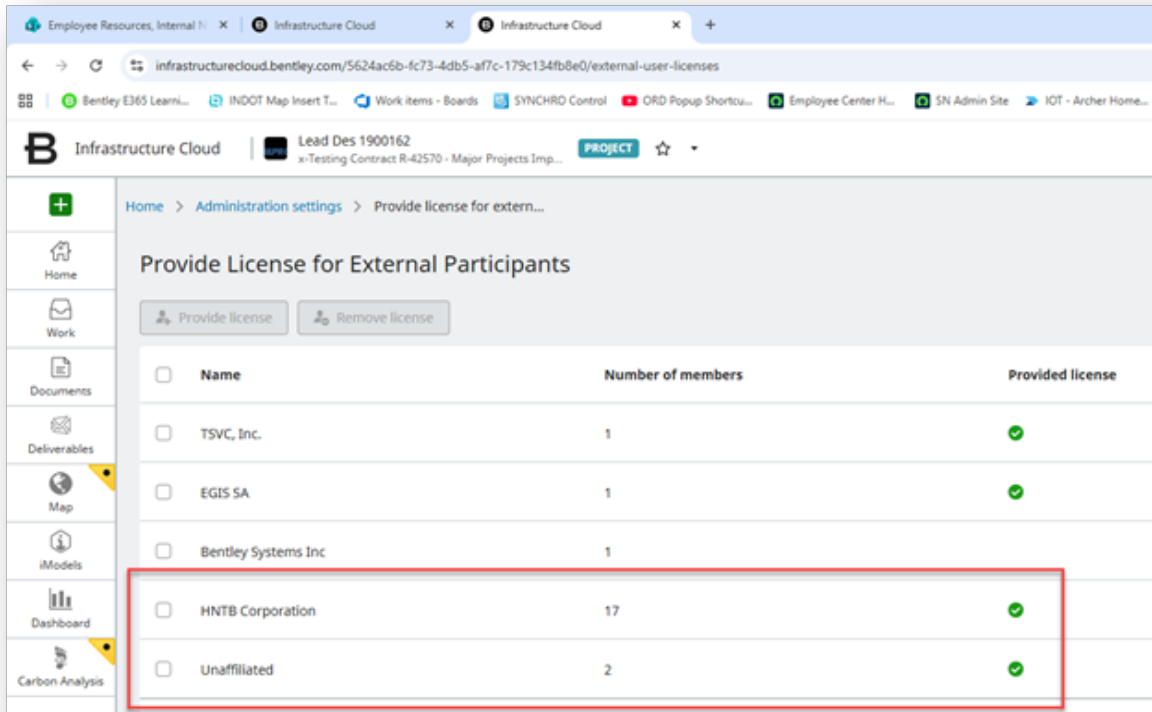 Employee Resources, Internal N
Infrastructure Cloud
Infrastructure Cloud
infrastructurecloud.bentley.com/5624ac6b-fc73-4db5-af7c-179c134fb8e0/external-user-licenses
Bentley E365 Learni...
INDOT Map Insert T...
Work items - Boards
SYNCHRO Control
ORD Popup Shortcu...
Employee Center H...
SN Admin Site
IOT - Archer Home...
Infrastructure Cloud
Lead Des 1900162
x-Testing Contract R-42570 - Major Projects Imp...
PROJECT
Home > Administration settings > Provide license for extern...
Home
Work
Documents
Deliverables
Map
iModels
Dashboard
Carbon Analysis
Provide License for External Participants
Provide license
Remove license
Name Number of members Provided license
TSVC, Inc. 1
EGIS SA 1
Bentley Systems Inc 1
HNTB Corporation 17
Unaffiliated 2